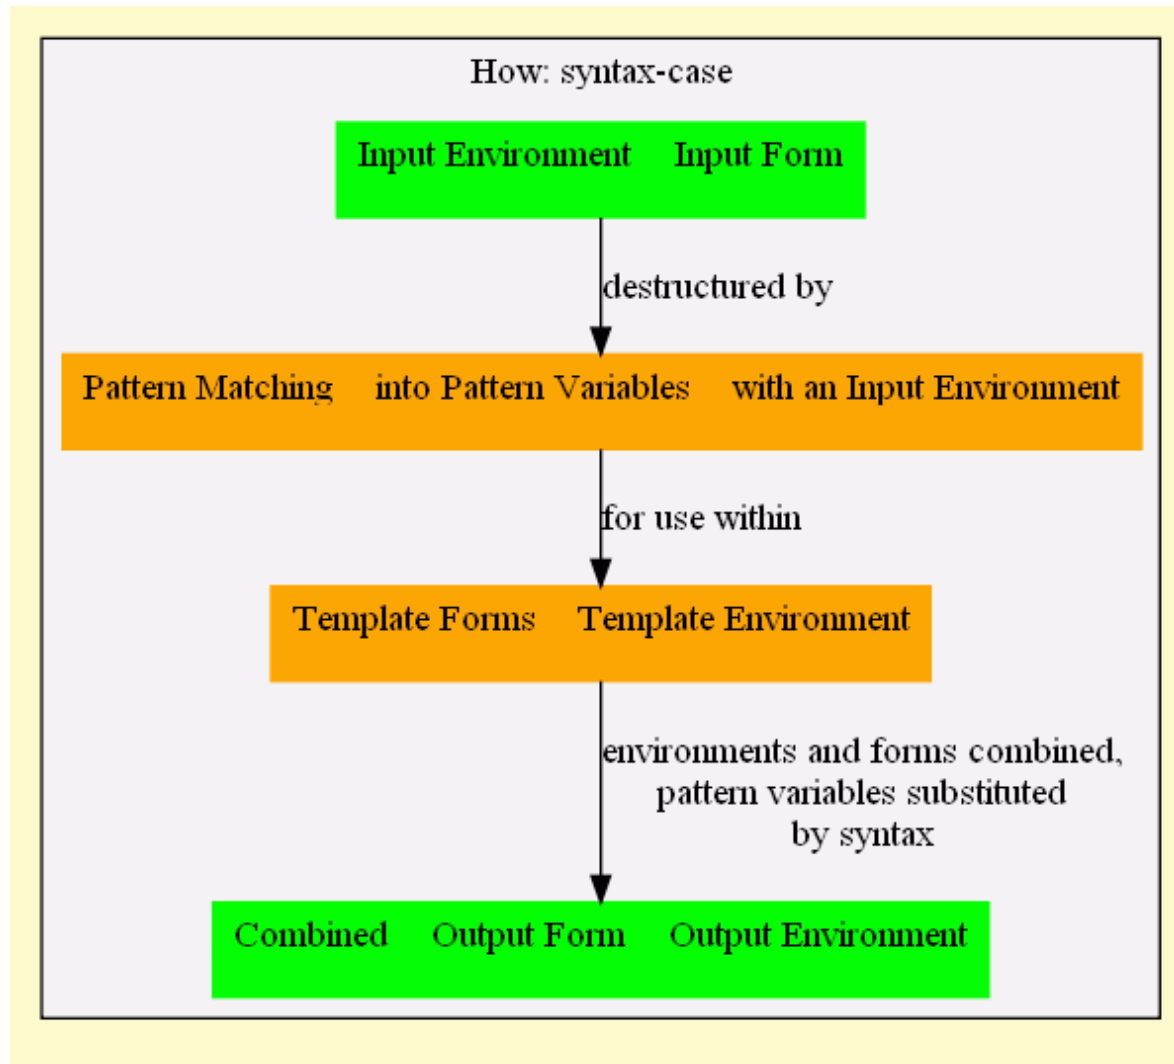 How: syntax-case
Input Environment Input Form
destructured by
Pattern Matching into Pattern Variables with an Input Environment
for use within
Template Forms Template Environment
environments and forms combined,
pattern variables substituted
by syntax
Combined Output Form Output Environment